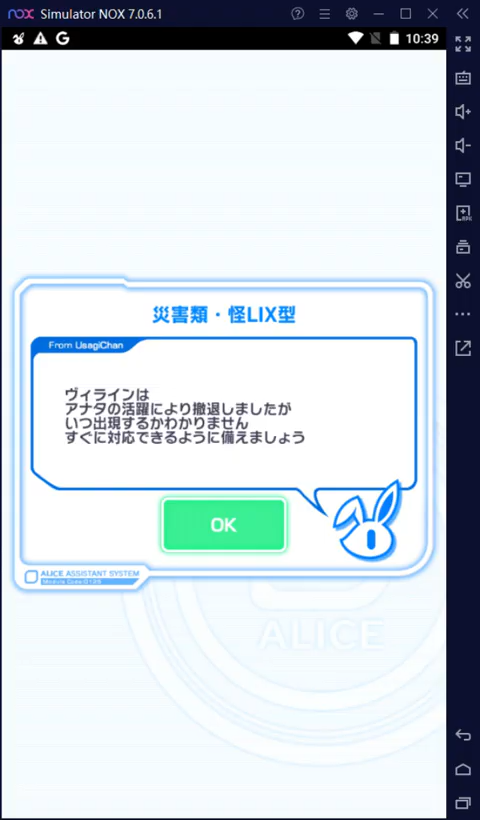 nox Simulator NOX 7.0.6.1
10:39
災害類・怪LIX型
From UsagiChan
ヴィラインは
アナタの活躍により撤退しましたが
いつ出現するかわかりません
すぐに対応できるように備えましょう
OK
ALICE ASSISTANT SYSTEM
ALICE